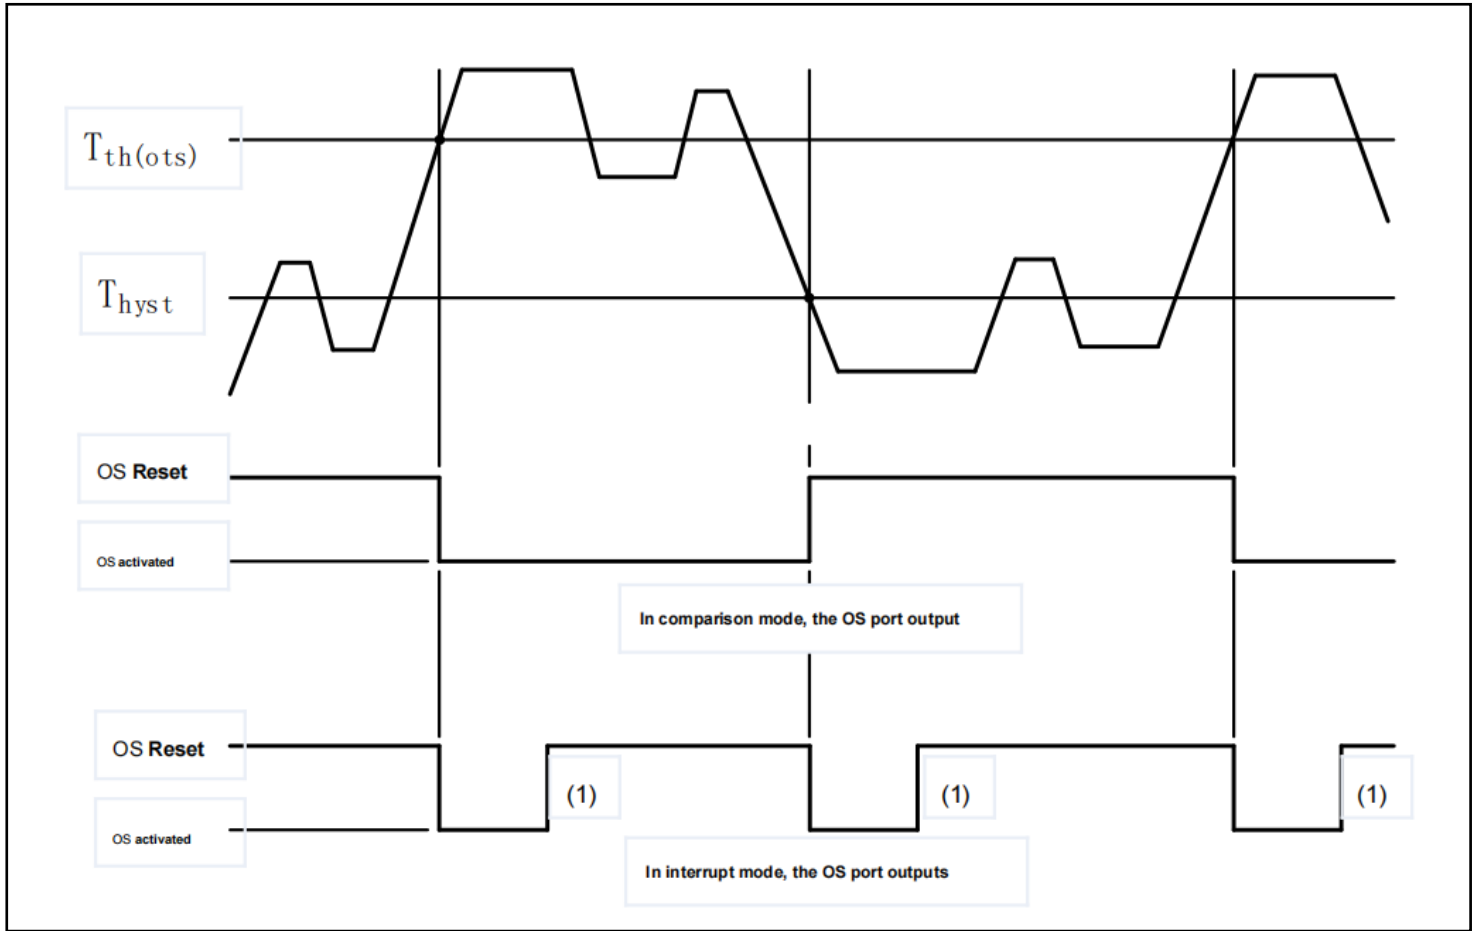 Tth(ots)
Thyst
OS Reset
OS activated
In comparison mode, the OS port output
OS Reset
(1)
(1)
(1)
OS activated
In interrupt mode, the OS port outputs